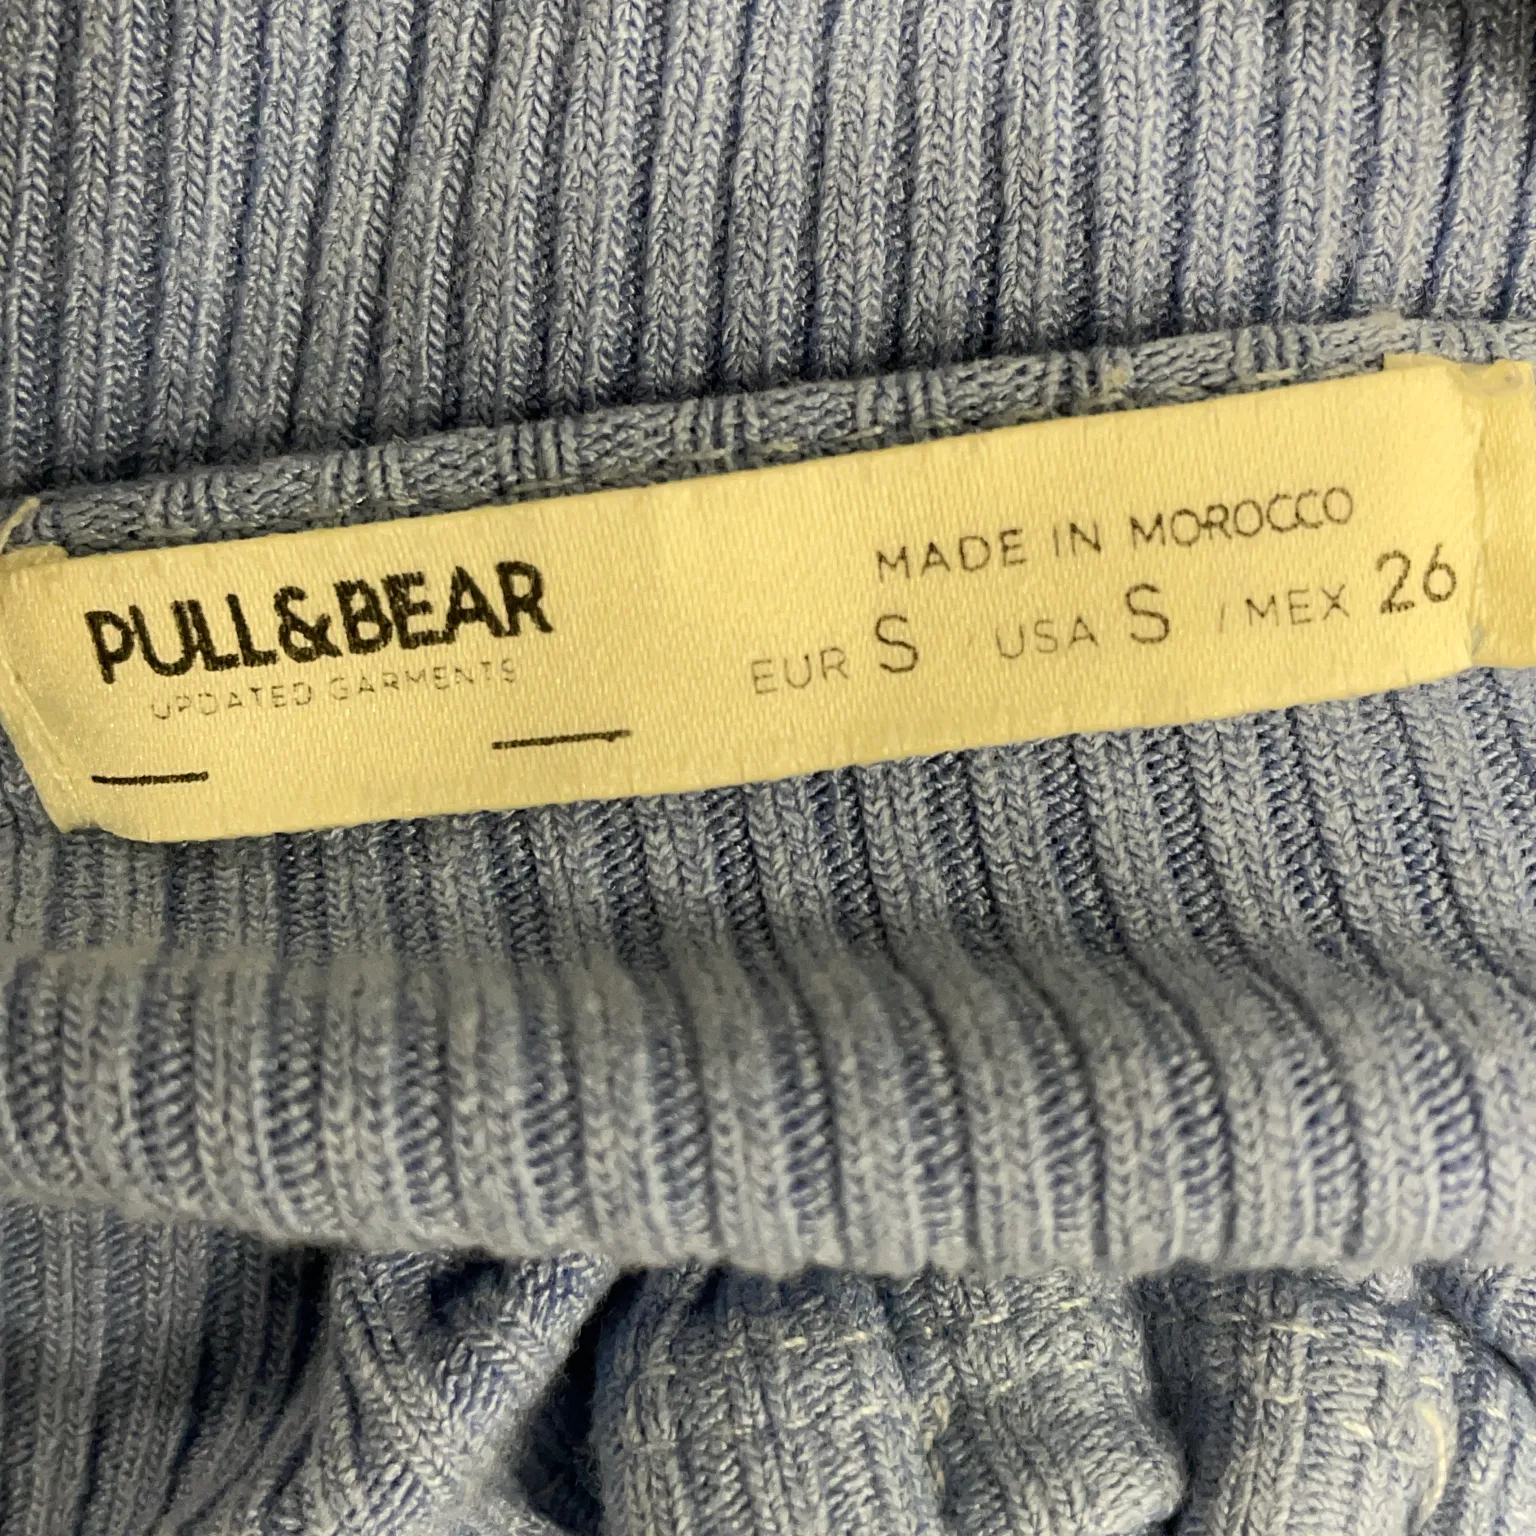 PULL&BEAR
UPDATED GARMENTS
MADE IN MOROCCO
EUR S / USA S / MEX 26